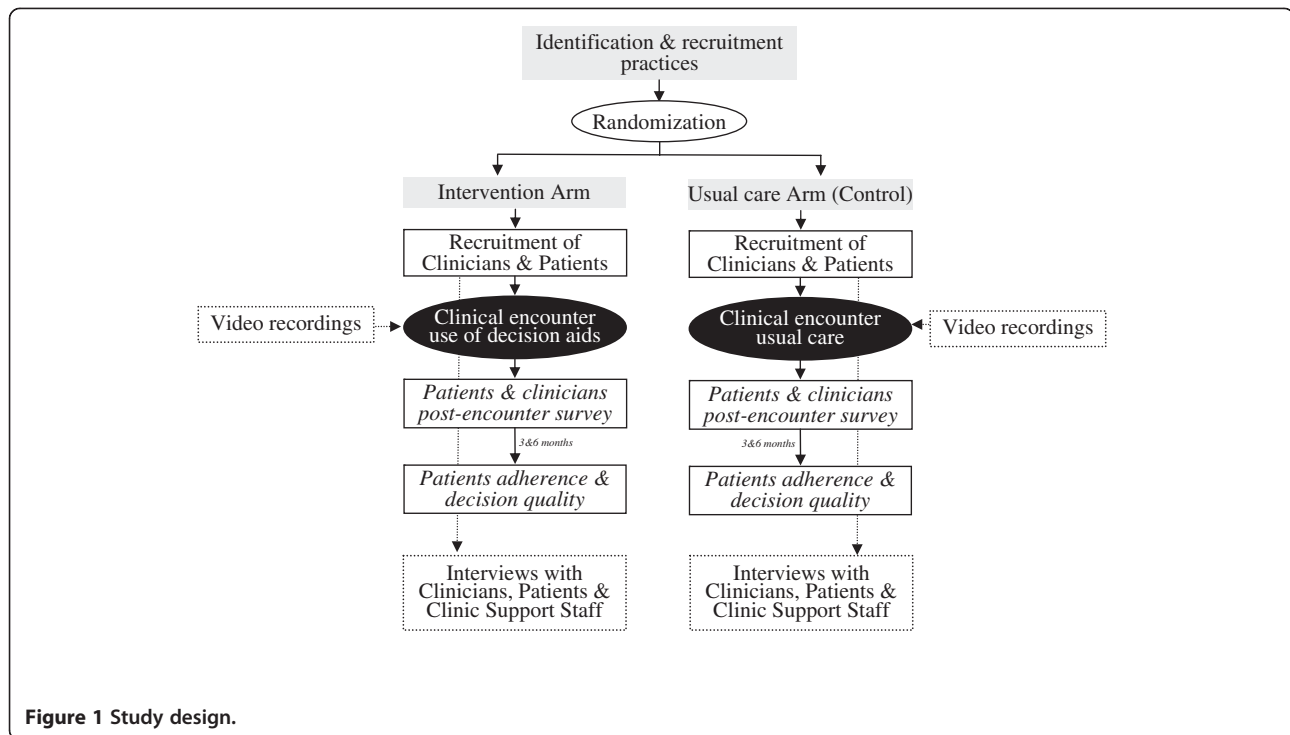 Identification & recruitment
practices
Randomization
Intervention Arm
Usual care Arm (Control)
Recruitment of
Clinicians & Patients
Recruitment of
Clinicians & Patients
Video recordings
Clinical encounter
use of decision aids
Clinical encounter
usual care
Video recordings
Patients & clinicians
post-encounter survey
Patients & clinicians
post-encounter survey
3&6 months
3&6 months
Patients adherence &
decision quality
Patients adherence &
decision quality
Interviews with
Clinicians, Patients &
Clinic Support Staff
Interviews with
Clinicians, Patients &
Clinic Support Staff
Figure 1 Study design.